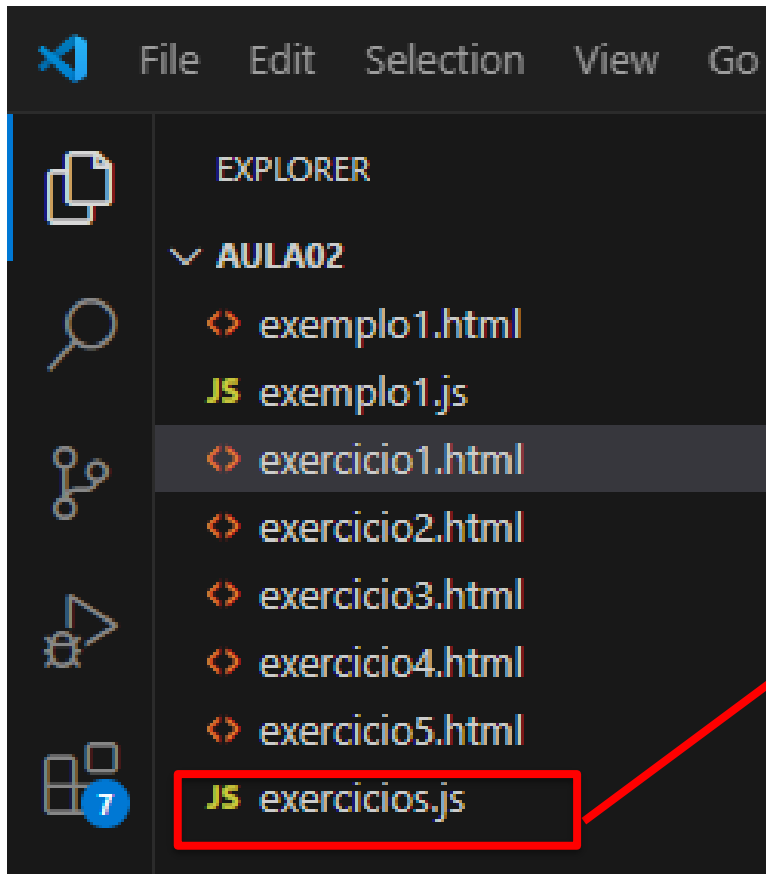 File Edit Selection View Go
EXPLORER
AULA02
<> exemplo1.html
JS exemplo1.js
<> exercicio1.html
<> exercicio2.html
<> exercicio3.html
<> exercicio4.html
<> exercicio5.html
7
JS exercicios.js